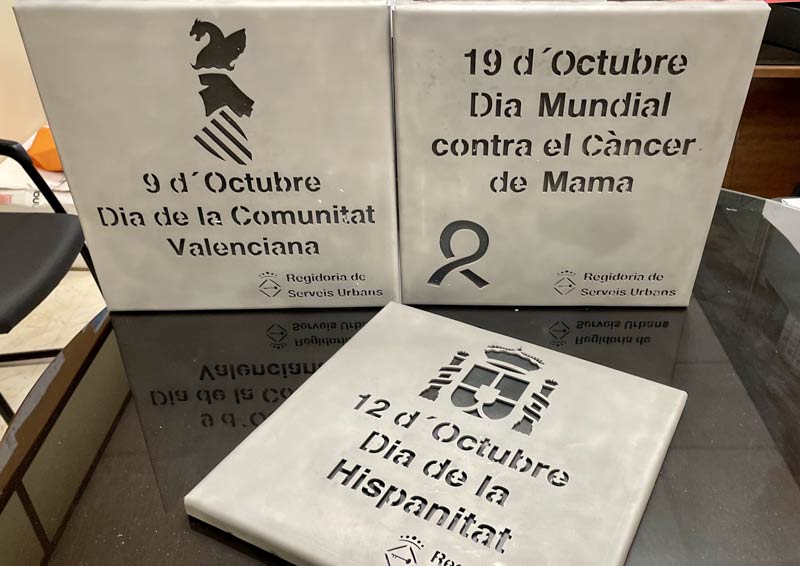 9 d´Octubre
Dia de la Comunitat
Valenciana
Regidoria de
Serveis Urbans
19 d´Octubre
Dia Mundial
contra el Càncer
de Mama
Regidoria de
Serveis Urbans
12 d´Octubre
Dia de la
Hispanitat